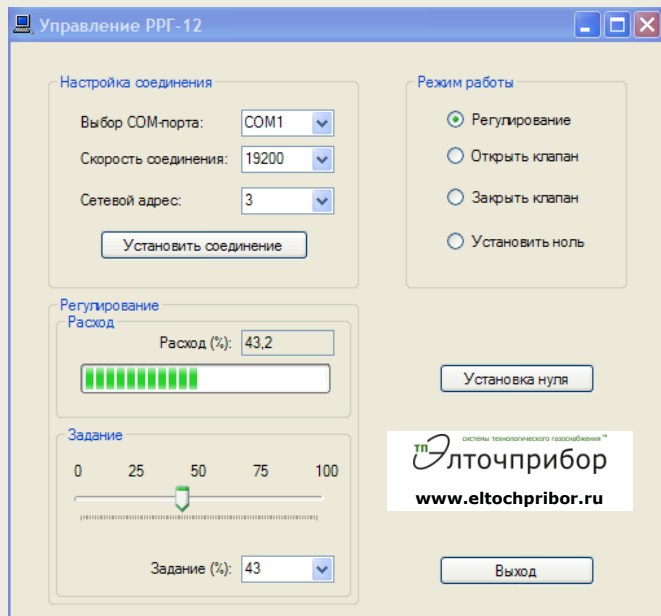 Управление РРГ-12
Настройка соединения
Выбор COM-порта: COM1
Скорость соединения: 19200
Сетевой адрес: 3
Установить соединение
Режим работы
Регулирование
Открыть клапан
Закрыть клапан
Установить ноль
Регулирование
Расход
Расход (%): 43,2
Задание
0 25 50 75 100
Задание (%): 43
Установка нуля
системы технологического газоснабжения ™
ТП Элточприбор
www.eltochpribor.ru
Выход